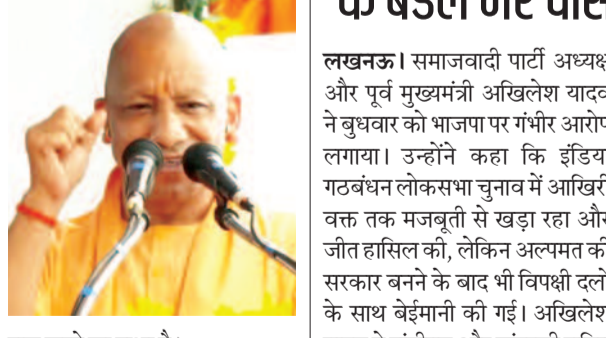 के बंडल
लखनऊ। समाजवादी पार्टी अध्यक्ष
और पूर्व मुख्यमंत्री अखिलेश यादव
ने बुधवार को भाजपा पर गंभीर आरोप
लगाया। उन्होंने कहा कि इंडिया
गठबंधन लोकसभा चुनाव में आखिरी
वक्त तक मजबूती से खड़ा रहा और
जीत हासिल की, लेकिन अल्पमत की
सरकार बनने के बाद भी विपक्षी दलों
के साथ बेईमानी की गई। अखिलेश